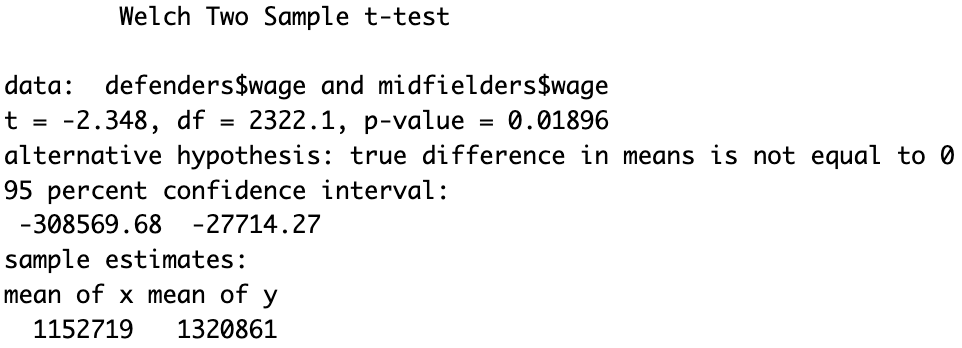 Welch Two Sample t-test
data: defenders$wage and midfielders$wage
t = -2.348, df = 2322.1, p-value = 0.01896
alternative hypothesis: true difference in means is not equal to 0
95 percent confidence interval:
-308569.68 -27714.27
sample estimates:
mean of x mean of y
1152719 1320861